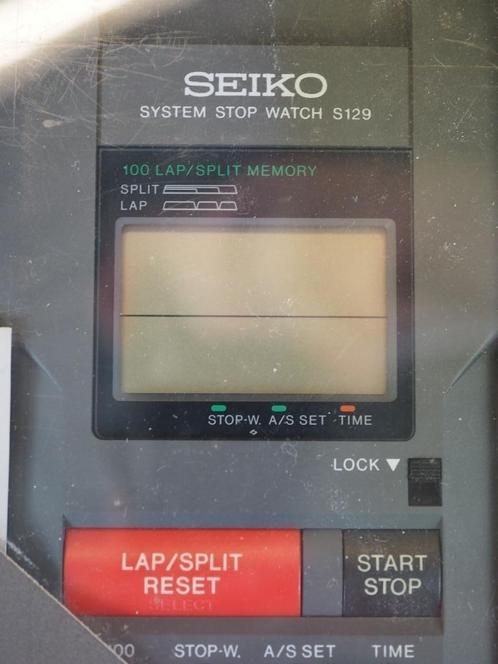 SEIKO
SYSTEM STOP WATCH S129
100 LAP/SPLIT MEMORY
SPLIT
LAP
STOP-W. A/S SET TIME
LOCK ▼
LAP/SPLIT
RESET
SELECT
START
STOP
STOP-W. A/S SET TIME